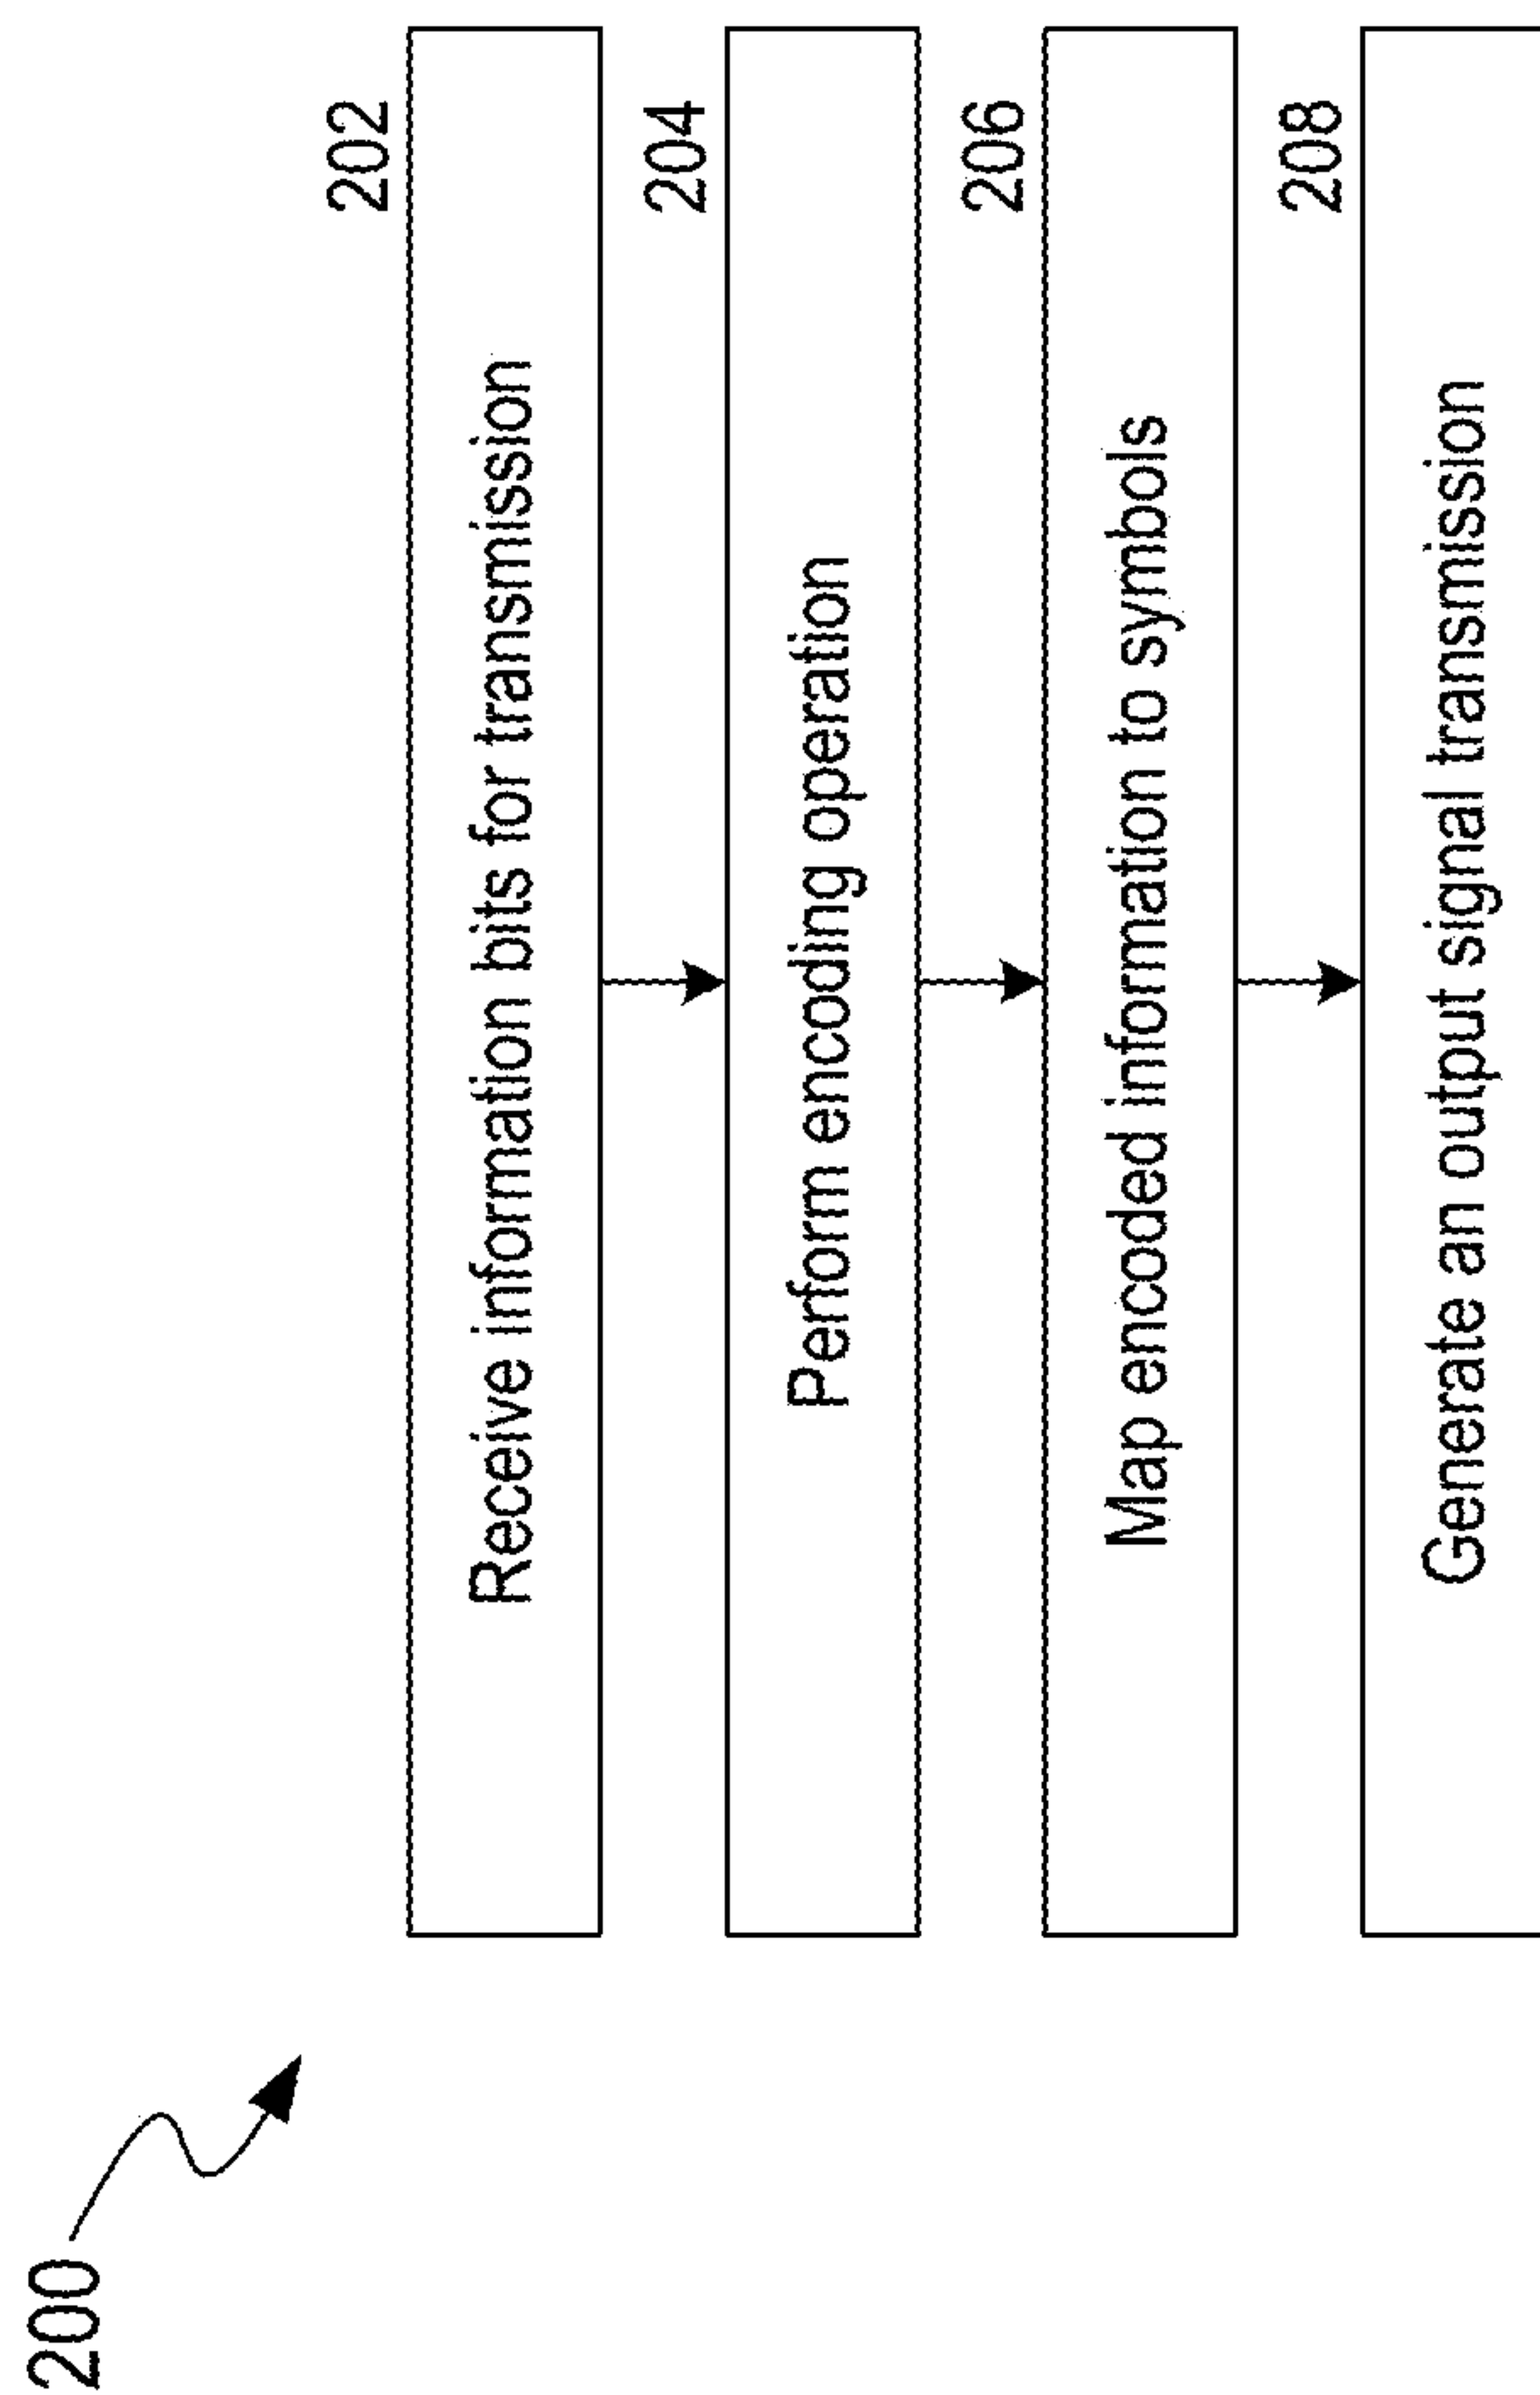 200
202
Receive information bits for transmission
204
Perform encoding operation
206
Map encoded information to symbols
208
Generate an output signal transmission